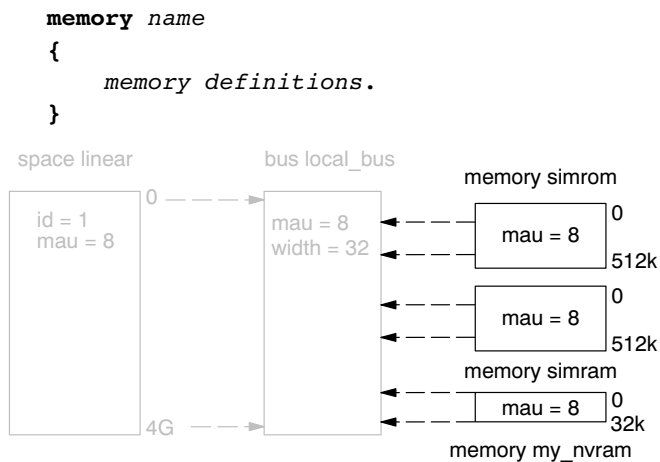 memory name
{
memory definitions.
}
space linear
bus local_bus
memory simrom
0
id = 1
mau = 8
mau = 8
width = 32
mau = 8
0
512k
mau = 8
0
512k
memory simram
mau = 8
0
32k
4G
memory my_nvram